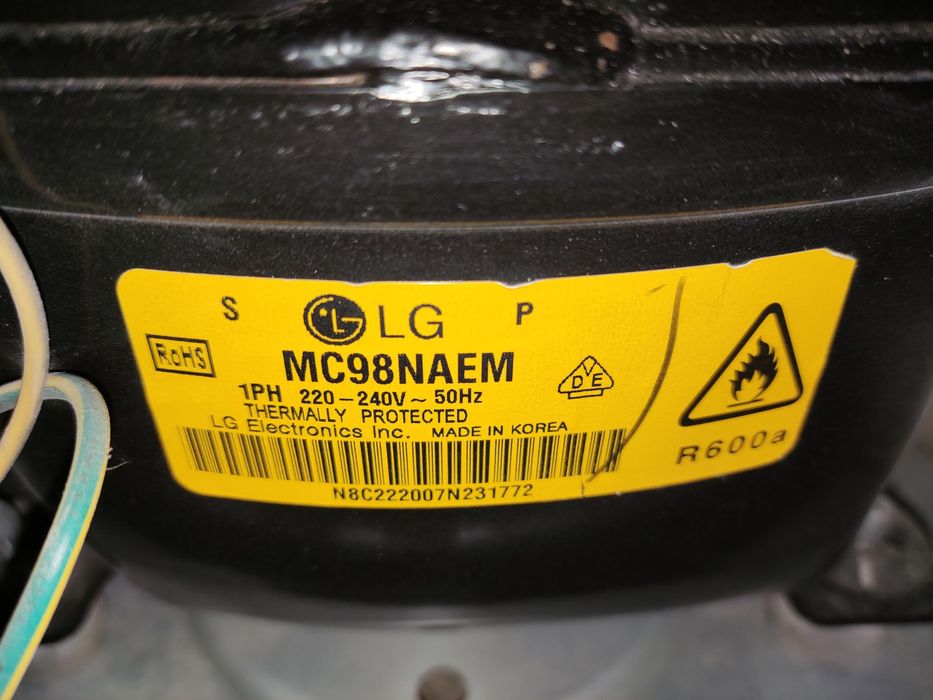 S LG P
RoHS
MC98NAEM
VDE
1PH 220-240V~50Hz
THERMALLY PROTECTED
LG Electronics Inc. MADE IN KOREA
R600a
N8C222007N231772